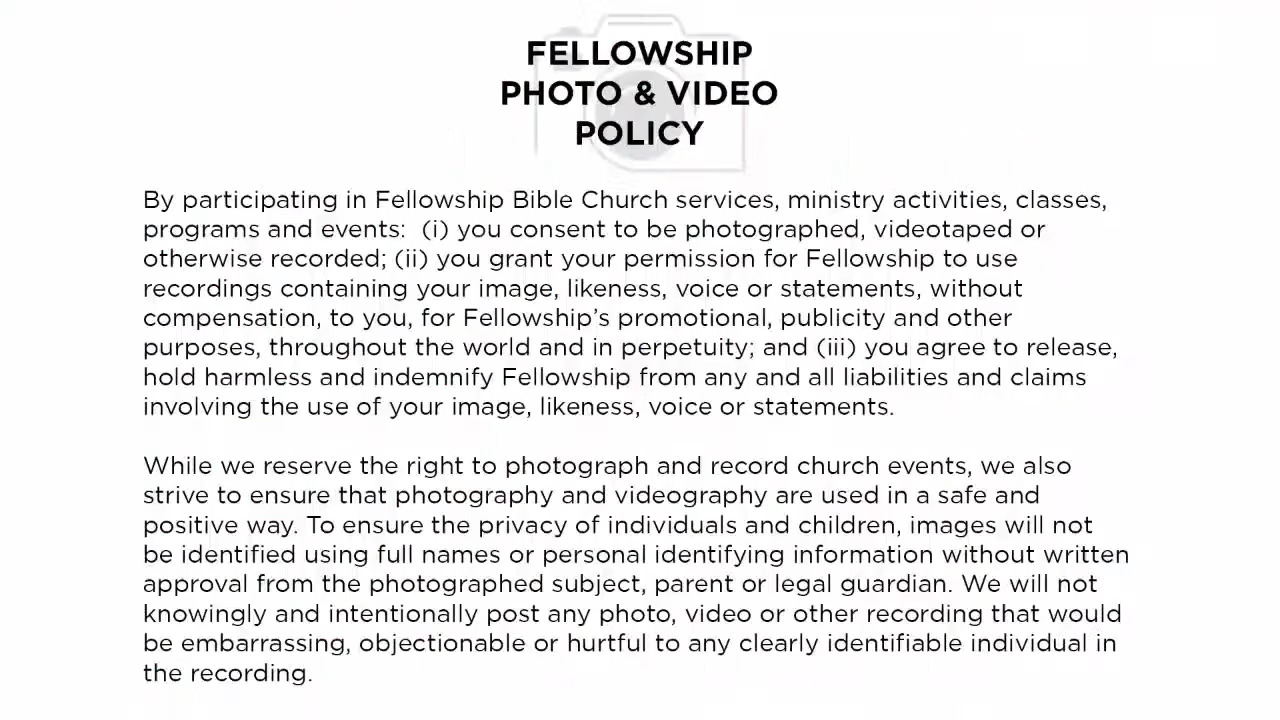 FELLOWSHIP
PHOTO & VIDEO
POLICY
By participating in Fellowship Bible Church services, ministry activities, classes,
programs and events:  (i) you consent to be photographed, videotaped or
otherwise recorded; (ii) you grant your permission for Fellowship to use
recordings containing your image, likeness, voice or statements, without
compensation, to you, for Fellowship’s promotional, publicity and other
purposes, throughout the world and in perpetuity; and (iii) you agree to release,
hold harmless and indemnify Fellowship from any and all liabilities and claims
involving the use of your image, likeness, voice or statements.
While we reserve the right to photograph and record church events, we also
strive to ensure that photography and videography are used in a safe and
positive way. To ensure the privacy of individuals and children, images will not
be identified using full names or personal identifying information without written
approval from the photographed subject, parent or legal guardian. We will not
knowingly and intentionally post any photo, video or other recording that would
be embarrassing, objectionable or hurtful to any clearly identifiable individual in
the recording.